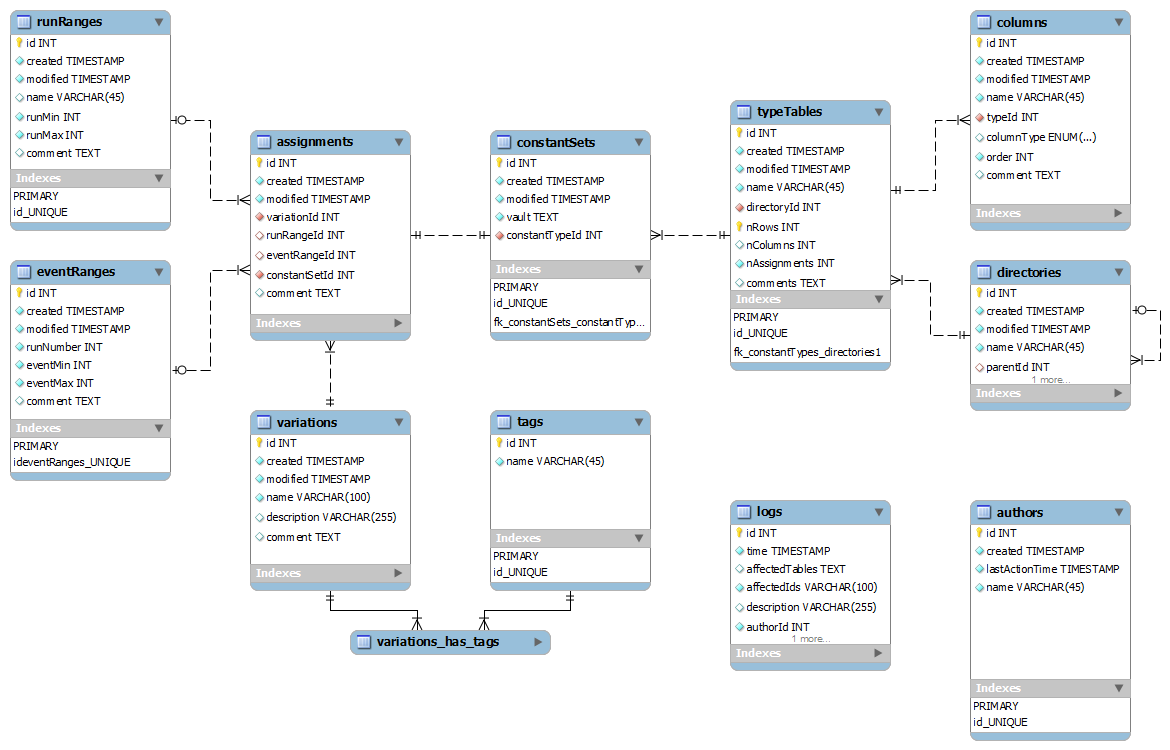 runRanges
id INT
created TIMESTAMP
modified TIMESTAMP
name VARCHAR(45)
runMin INT
runMax INT
comment TEXT
Indexes
PRIMARY
id_UNIQUE
eventRanges
id INT
created TIMESTAMP
modified TIMESTAMP
runNumber INT
eventMin INT
eventMax INT
comment TEXT
Indexes
PRIMARY
ideventRanges_UNIQUE
assignments
id INT
created TIMESTAMP
modified TIMESTAMP
variationId INT
runRangeId INT
eventRangeId INT
constantSetId INT
comment TEXT
Indexes
variations
id INT
created TIMESTAMP
modified TIMESTAMP
name VARCHAR(100)
description VARCHAR(255)
comment TEXT
Indexes
constantSets
id INT
created TIMESTAMP
modified TIMESTAMP
vault TEXT
constantTypeId INT
Indexes
PRIMARY
id_UNIQUE
fk_constantSets_constantTyp...
tags
id INT
name VARCHAR(45)
Indexes
PRIMARY
id_UNIQUE
variations_has_tags
typeTables
id INT
created TIMESTAMP
modified TIMESTAMP
name VARCHAR(45)
directoryId INT
nRows INT
nColumns INT
nAssignments INT
comments TEXT
Indexes
PRIMARY
id_UNIQUE
fk_constantTypes_directories1
columns
id INT
created TIMESTAMP
modified TIMESTAMP
name VARCHAR(45)
typeId INT
columnType ENUM(...)
order INT
comment TEXT
Indexes
directories
id INT
created TIMESTAMP
modified TIMESTAMP
name VARCHAR(45)
parentId INT
1 more...
Indexes
logs
id INT
time TIMESTAMP
affectedTables TEXT
affectedIds VARCHAR(100)
description VARCHAR(255)
authorId INT
1 more...
Indexes
authors
id INT
created TIMESTAMP
lastActionTime TIMESTAMP
name VARCHAR(45)
Indexes
PRIMARY
id_UNIQUE